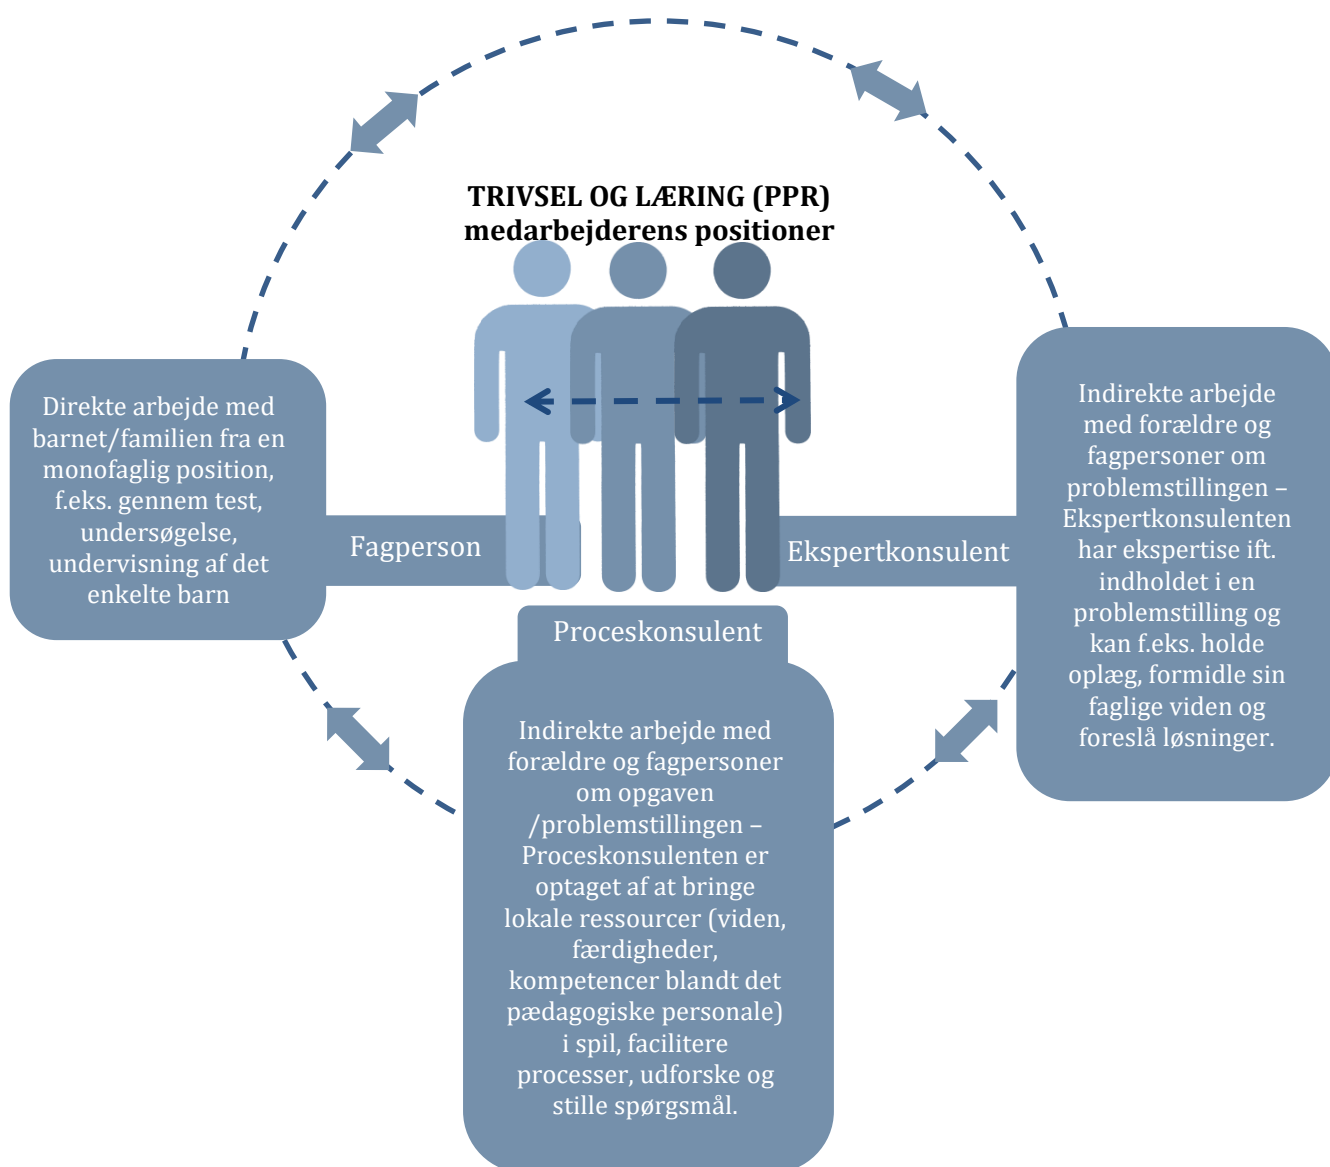 TRIVSEL OG LÆRING (PPR)
medarbejderens positioner
Direkte arbejde med
barnet/familien fra en
monofaglig position,
f.eks. gennem test,
undersøgelse,
undervisning af det
enkelte barn
Fagperson
Ekspertkonsulent
Indirekte arbejde
med forældre og
fagpersoner om
problemstillingen –
Ekspertkonsulenten
har ekspertise ift.
indholdet i en
problemstilling og
kan f.eks. holde
oplæg, formidle sin
faglige viden og
foreslå løsninger.
Proceskonsulent
Indirekte arbejde med
forældre og fagpersoner
om opgaven
/problemstillingen –
Proceskonsulenten er
optaget af at bringe
lokale ressourcer (viden,
færdigheder,
kompetencer blandt det
pædagogiske personale)
i spil, facilitere
processer, udforske og
stille spørgsmål.